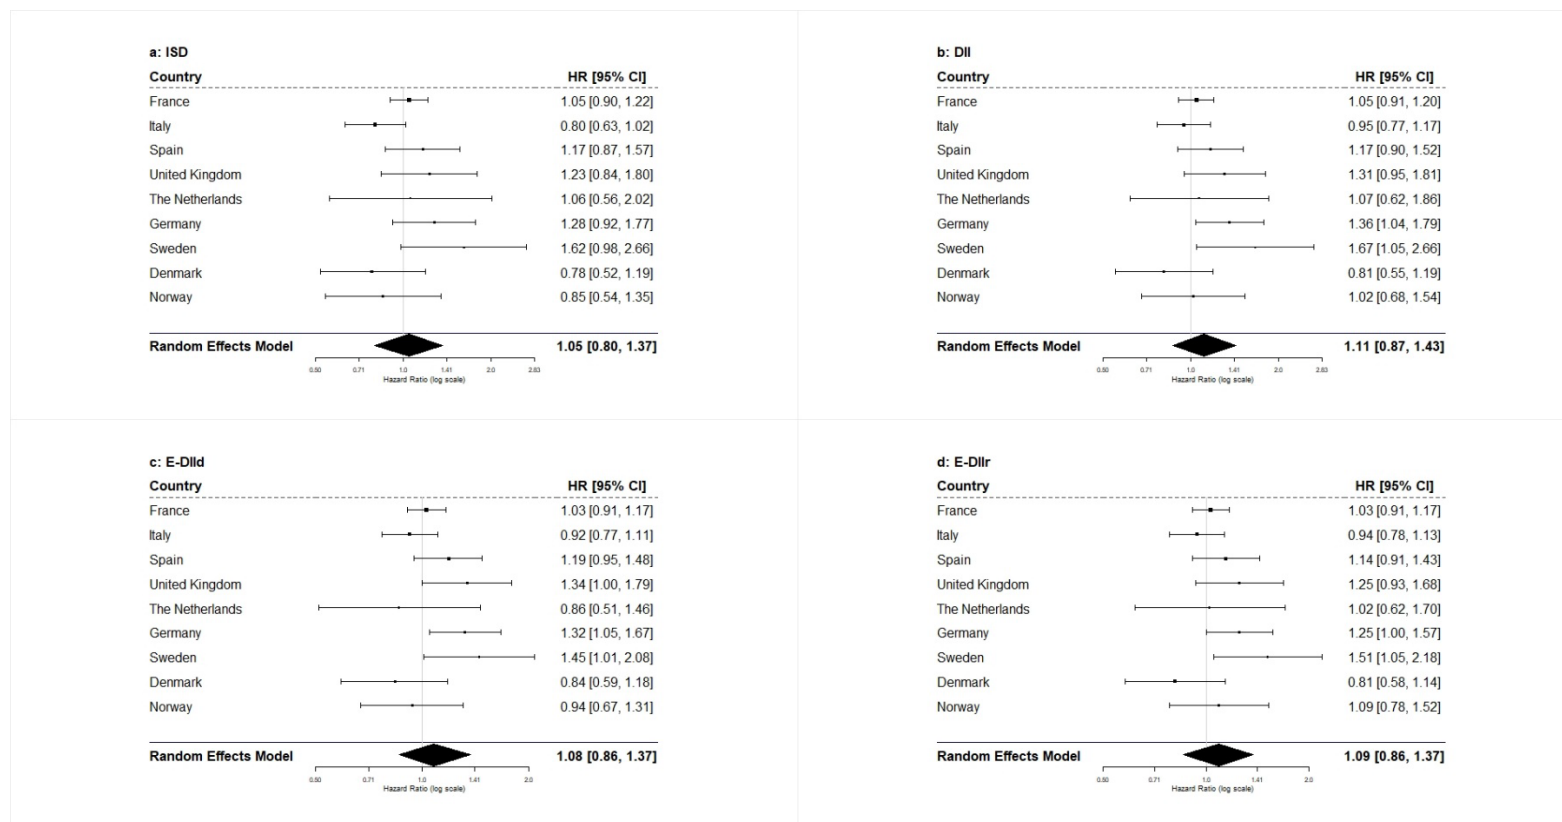 a: ISD
Country HR [95% CI]
France 1.05 [0.90, 1.22]
Italy 0.80 [0.63, 1.02]
Spain 1.17 [0.87, 1.57]
United Kingdom 1.23 [0.84, 1.80]
The Netherlands 1.06 [0.56, 2.02]
Germany 1.28 [0.92, 1.77]
Sweden 1.62 [0.98, 2.66]
Denmark 0.78 [0.52, 1.19]
Norway 0.85 [0.54, 1.35]
Random Effects Model 1.05 [0.80, 1.37]
0.50 0.71 1.0 1.41 2.0 2.83
Hazard Ratio (log scale)
b: DII
Country HR [95% CI]
France 1.05 [0.91, 1.20]
Italy 0.95 [0.77, 1.17]
Spain 1.17 [0.90, 1.52]
United Kingdom 1.31 [0.95, 1.81]
The Netherlands 1.07 [0.62, 1.86]
Germany 1.36 [1.04, 1.79]
Sweden 1.67 [1.05, 2.66]
Denmark 0.81 [0.55, 1.19]
Norway 1.02 [0.68, 1.54]
Random Effects Model 1.11 [0.87, 1.43]
0.50 0.71 1.0 1.41 2.0 2.83
Hazard Ratio (log scale)
c: E-DIId
Country HR [95% CI]
France 1.03 [0.91, 1.17]
Italy 0.92 [0.77, 1.11]
Spain 1.19 [0.95, 1.48]
United Kingdom 1.34 [1.00, 1.79]
The Netherlands 0.86 [0.51, 1.46]
Germany 1.32 [1.05, 1.67]
Sweden 1.45 [1.01, 2.08]
Denmark 0.84 [0.59, 1.18]
Norway 0.94 [0.67, 1.31]
Random Effects Model 1.08 [0.86, 1.37]
0.50 0.71 1.0 1.41 2.0
Hazard Ratio (log scale)
d: E-DIIr
Country HR [95% CI]
France 1.03 [0.91, 1.17]
Italy 0.94 [0.78, 1.13]
Spain 1.14 [0.91, 1.43]
United Kingdom 1.25 [0.93, 1.68]
The Netherlands 1.02 [0.62, 1.70]
Germany 1.25 [1.00, 1.57]
Sweden 1.51 [1.05, 2.18]
Denmark 0.81 [0.58, 1.14]
Norway 1.09 [0.78, 1.52]
Random Effects Model 1.09 [0.86, 1.37]
0.50 0.71 1.0 1.41 2.0
Hazard Ratio (log scale)